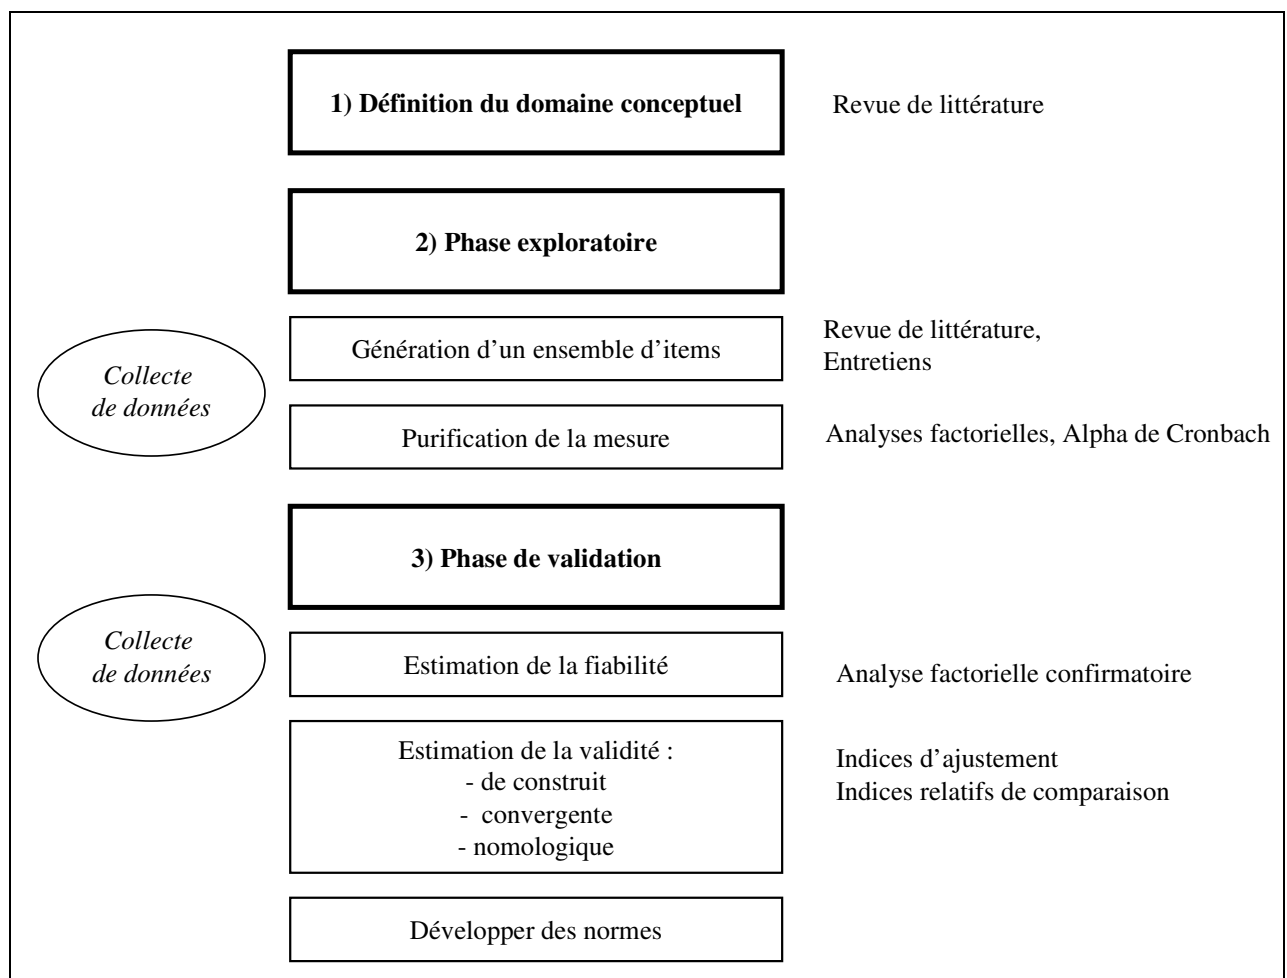 1) Définition du domaine conceptuel
Revue de littérature
2) Phase exploratoire
Génération d’un ensemble d’items
Revue de littérature,
Entretiens
Collecte
de données
Purification de la mesure
Analyses factorielles, Alpha de Cronbach
3) Phase de validation
Collecte
de données
Estimation de la fiabilité
Analyse factorielle confirmatoire
Estimation de la validité :
- de construit
- convergente
- nomologique
Indices d’ajustement
Indices relatifs de comparaison
Développer des normes